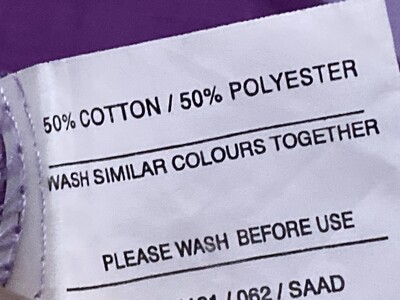 50% COTTON / 50% POLYESTER
WASH SIMILAR COLOURS TOGETHER
PLEASE WASH BEFORE USE
/ 062 / SAAD